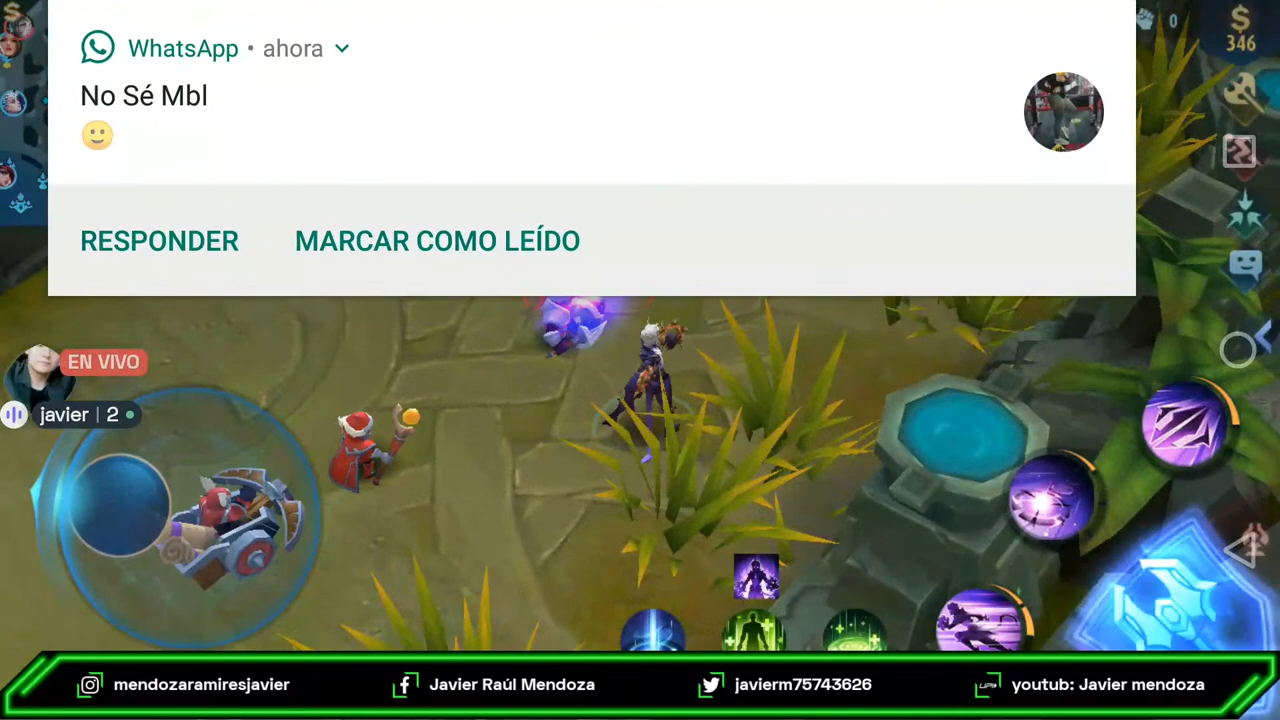 WhatsApp • ahora
No Sé Mbl
RESPONDER MARCAR COMO LEÍDO
0
346
EN VIVO
javier | 2
mendozaramiresjavier
Javier Raúl Mendoza
javierm75743626
youtub: Javier mendoza